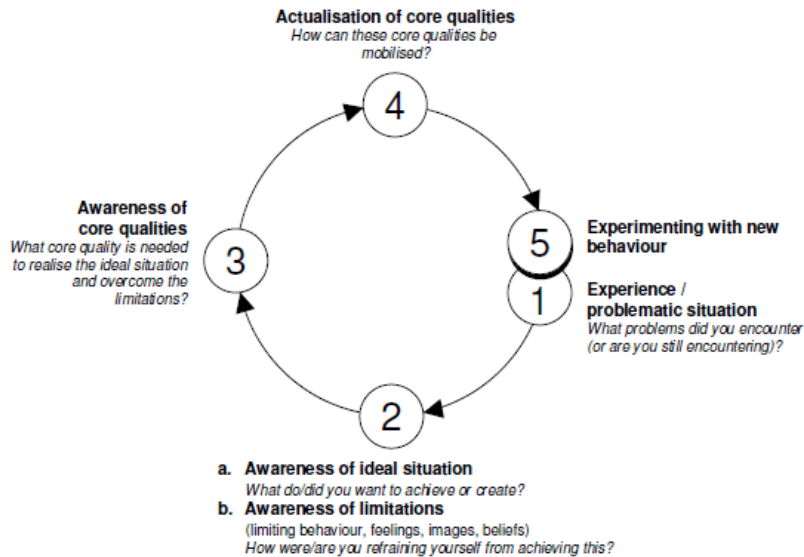 Actualisation of core qualities
How can these core qualities be
mobilised?
4
Awareness of
core qualities
What core quality is needed
to realise the ideal situation
and overcome the
limitations?
3
5
Experimenting with new
behaviour
1
Experience /
problematic situation
What problems did you encounter
(or are you still encountering)?
2
a. Awareness of ideal situation
What do/did you want to achieve or create?
b. Awareness of limitations
(limiting behaviour, feelings, images, beliefs)
How were/are you refraining yourself from achieving this?